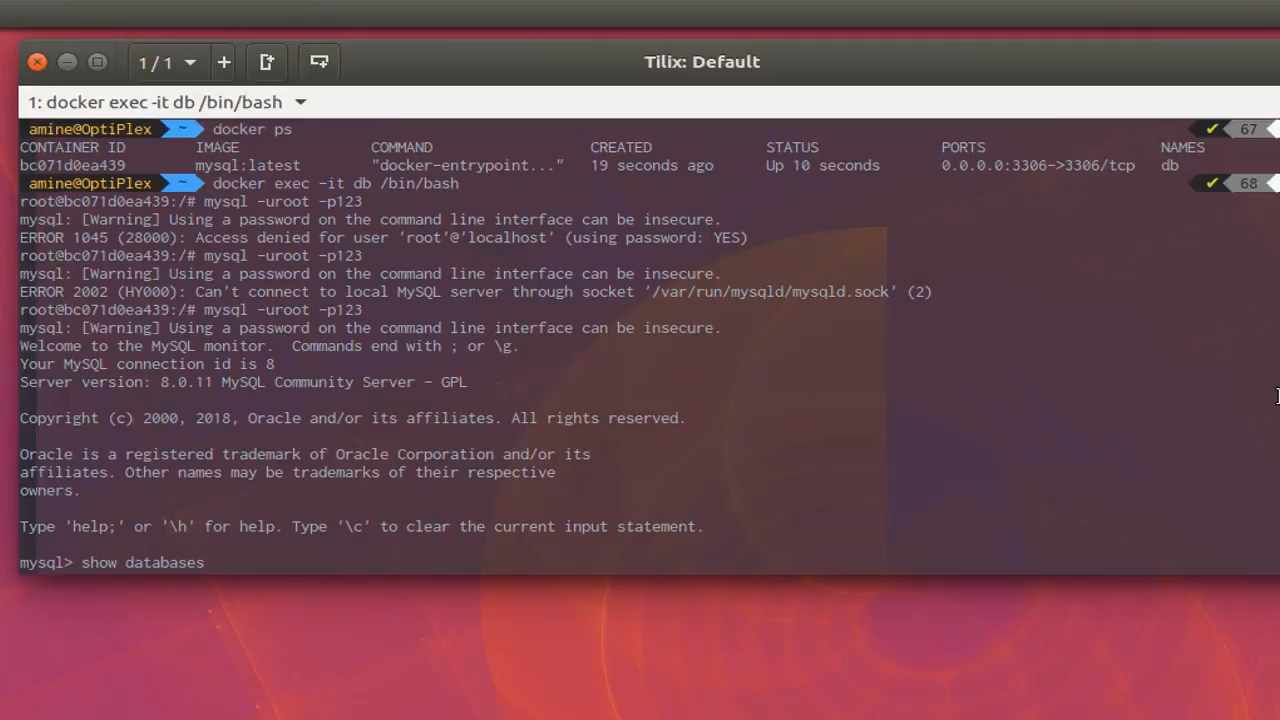 1 / 1
Tilix: Default
1: docker exec -it db /bin/bash
amine@OptiPlex ~ docker ps ✔ 67
CONTAINER ID IMAGE COMMAND CREATED STATUS PORTS NAMES
bc071d0ea439 mysql:latest "docker-entrypoint..." 19 seconds ago Up 10 seconds 0.0.0.0:3306->3306/tcp db
amine@OptiPlex ~ docker exec -it db /bin/bash ✔ 68
root@bc071d0ea439:/# mysql -uroot -p123
mysql: [Warning] Using a password on the command line interface can be insecure.
ERROR 1045 (28000): Access denied for user 'root'@'localhost' (using password: YES)
root@bc071d0ea439:/# mysql -uroot -p123
mysql: [Warning] Using a password on the command line interface can be insecure.
ERROR 2002 (HY000): Can't connect to local MySQL server through socket '/var/run/mysqld/mysqld.sock' (2)
root@bc071d0ea439:/# mysql -uroot -p123
mysql: [Warning] Using a password on the command line interface can be insecure.
Welcome to the MySQL monitor.  Commands end with ; or \g.
Your MySQL connection id is 8
Server version: 8.0.11 MySQL Community Server - GPL
Copyright (c) 2000, 2018, Oracle and/or its affiliates. All rights reserved.
Oracle is a registered trademark of Oracle Corporation and/or its
affiliates. Other names may be trademarks of their respective
owners.
Type 'help;' or '\h' for help. Type '\c' to clear the current input statement.
mysql> show databases